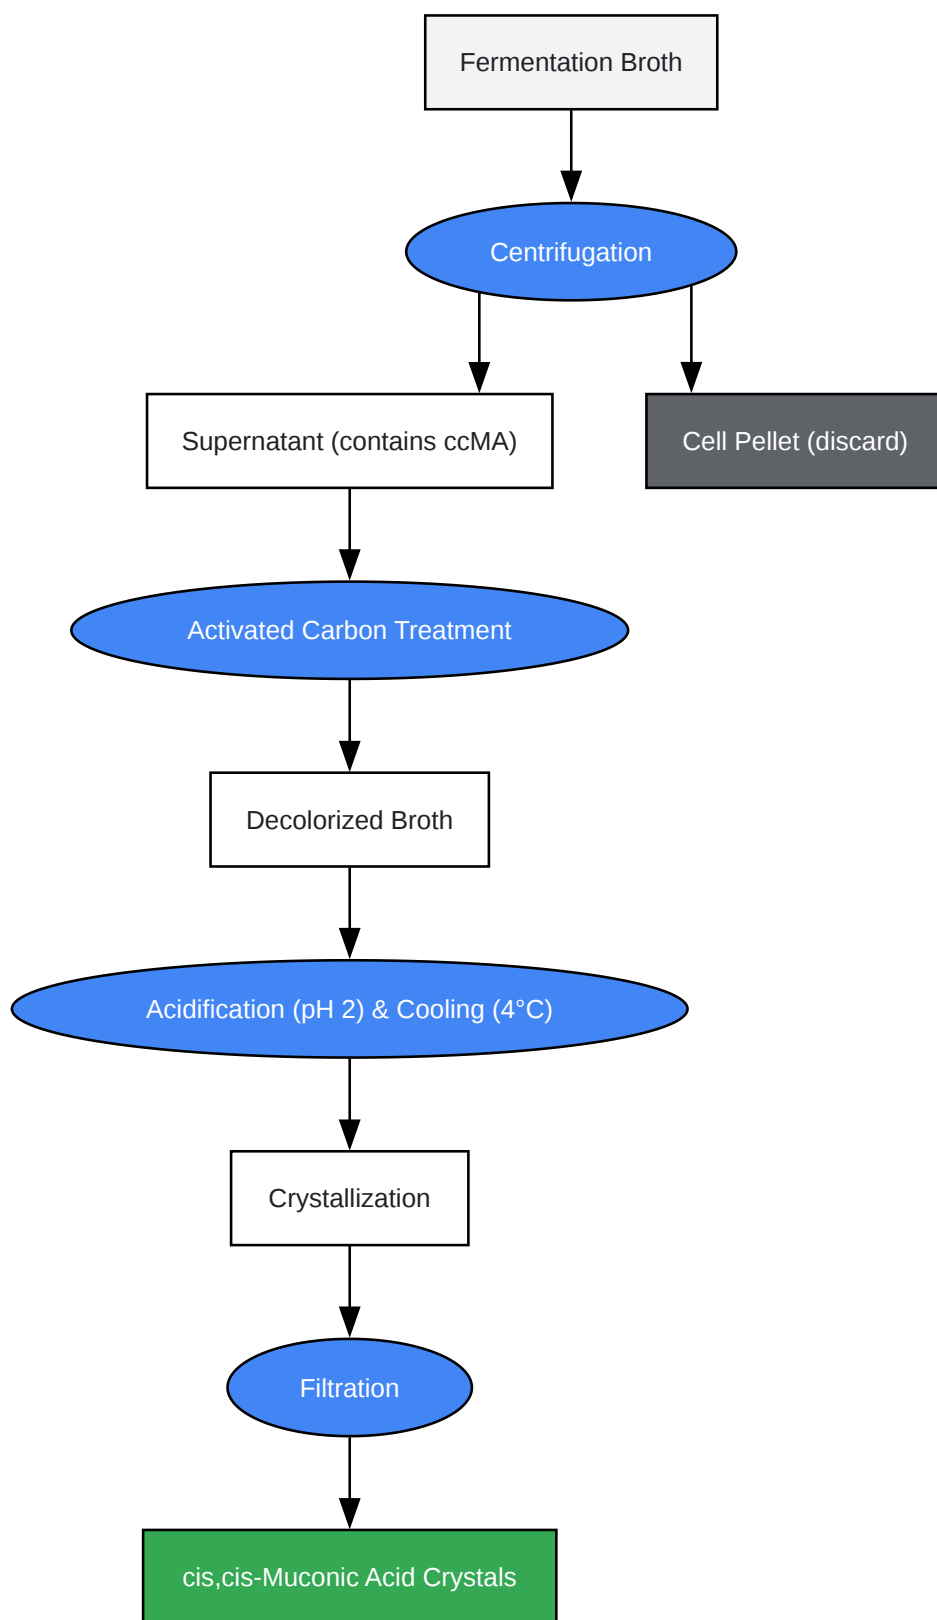 Fermentation Broth
Centrifugation
Supernatant (contains ccMA)
Cell Pellet (discard)
Activated Carbon Treatment
Decolorized Broth
Acidification (pH 2) & Cooling (4°C)
Crystallization
Filtration
cis,cis-Muconic Acid Crystals